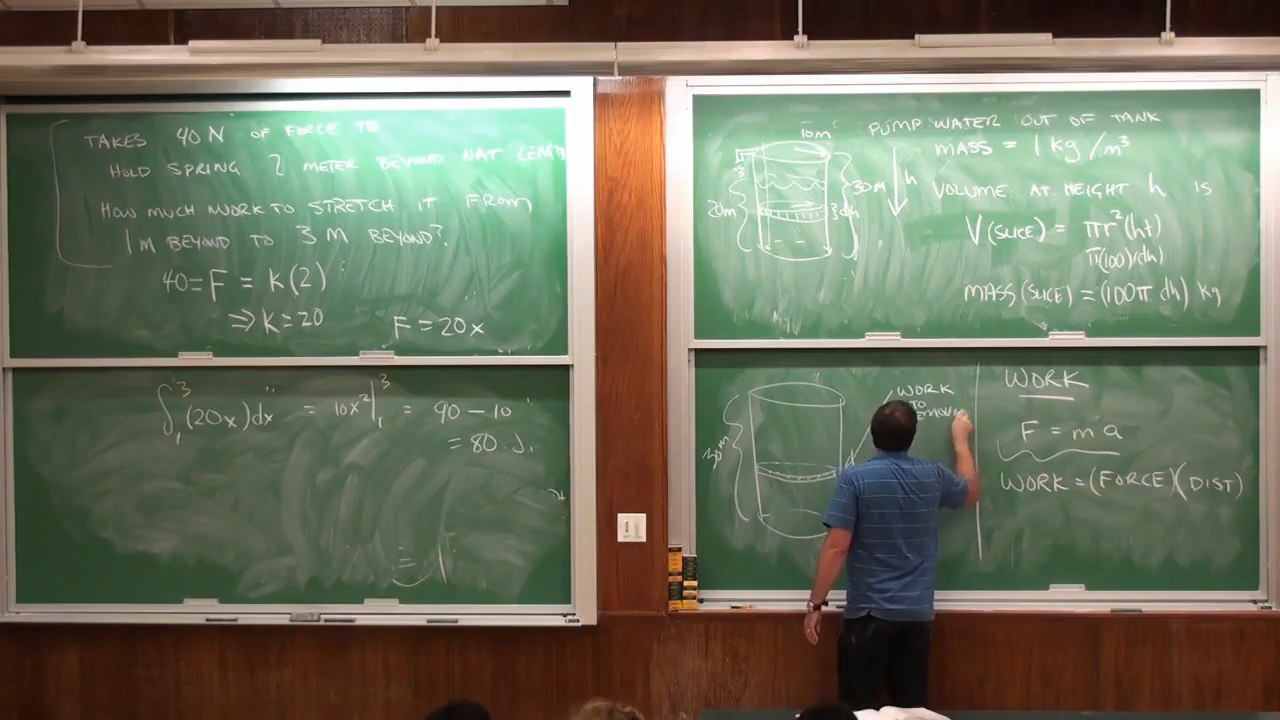 TAKES 40 N OF FORCE TO
HOLD SPRING 2 METER BEYOND NAT LENGTH
HOW MUCH WORK TO STRETCH IT FROM
1 M BEYOND TO 3 M BEYOND?
40 = F = K(2)
⇒ K = 20
F = 20x
∫₁³ (20x)dx = 10x²|₁³ = 90 - 10
= 80 J.
PUMP WATER OUT OF TANK
MASS = 1 kg/m³
VOLUME AT HEIGHT h IS
V(SLICE) = πr²(ht)
π(100)(dh)
MASS(SLICE) = (100π dh) Kg
10m
30M
20m
dh
h
30m
WORK
TO
REMOVE
WORK
F = ma
WORK = (FORCE)(DIST)